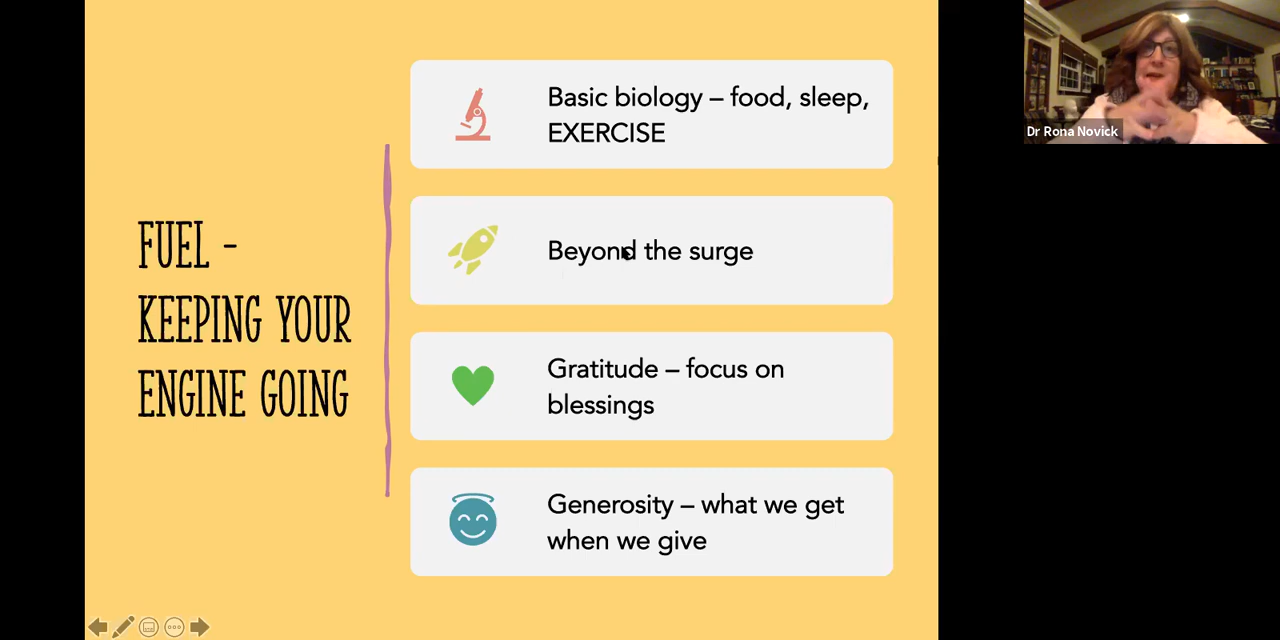 FUEL -
KEEPING YOUR
ENGINE GOING
Basic biology – food, sleep,
EXERCISE
Beyond the surge
Gratitude – focus on
blessings
Generosity – what we get
when we give
Dr Rona Novick